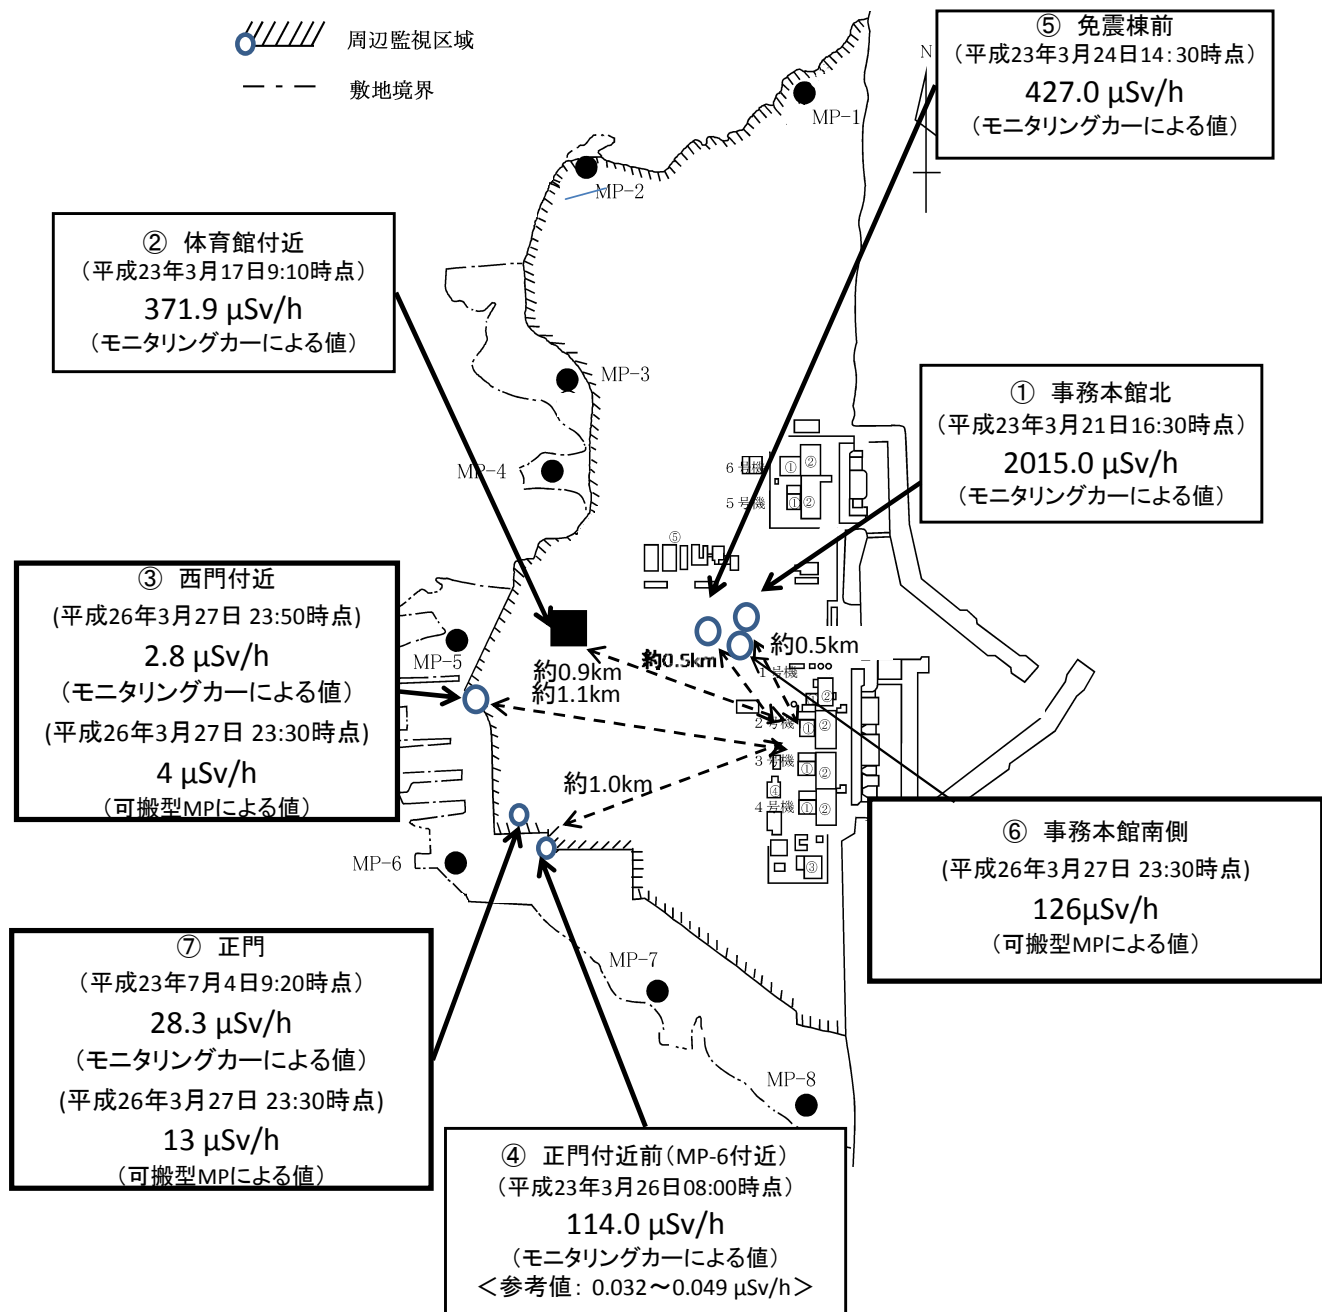 周辺監視区域
敷地境界
⑤ 免震棟前
（平成23年3月24日14:30時点）
427.0 μSv/h
（モニタリングカーによる値）
N
MP-1
MP-2
② 体育館付近
（平成23年3月17日9:10時点）
371.9 μSv/h
（モニタリングカーによる値）
MP-3
MP-4
① 事務本館北
（平成23年3月21日16:30時点）
2015.0 μSv/h
（モニタリングカーによる値）
6号機
① ②
5号機
① ②
⑤
③ 西門付近
(平成26年3月27日 23:50時点)
2.8 μSv/h
（モニタリングカーによる値）
(平成26年3月27日 23:30時点)
4 μSv/h
（可搬型MPによる値）
MP-5
約0.9km
約1.1km
約0.5km
約0.5km
1号機
②
2号機
① ②
3号機
① ②
約1.0km
④
4号機
① ②
③
MP-6
⑥ 事務本館南側
(平成26年3月27日 23:30時点)
126μSv/h
（可搬型MPによる値）
⑦ 正門
（平成23年7月4日9:20時点）
28.3 μSv/h
（モニタリングカーによる値）
(平成26年3月27日 23:30時点)
13 μSv/h
（可搬型MPによる値）
MP-7
MP-8
④ 正門付近前（MP-6付近）
（平成23年3月26日08:00時点）
114.0 μSv/h
（モニタリングカーによる値）
＜参考値： 0.032～0.049 μSv/h＞